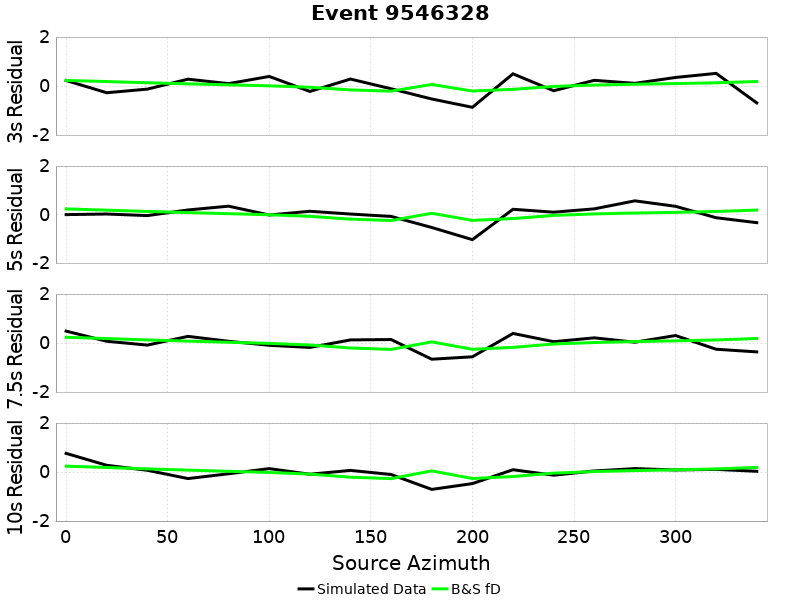 Event 9546328
3s Residual
2
0
-2
5s Residual
2
0
-2
7.5s Residual
2
0
-2
10s Residual
2
0
-2
0 50 100 150 200 250 300
Source Azimuth
Simulated Data B&S fD